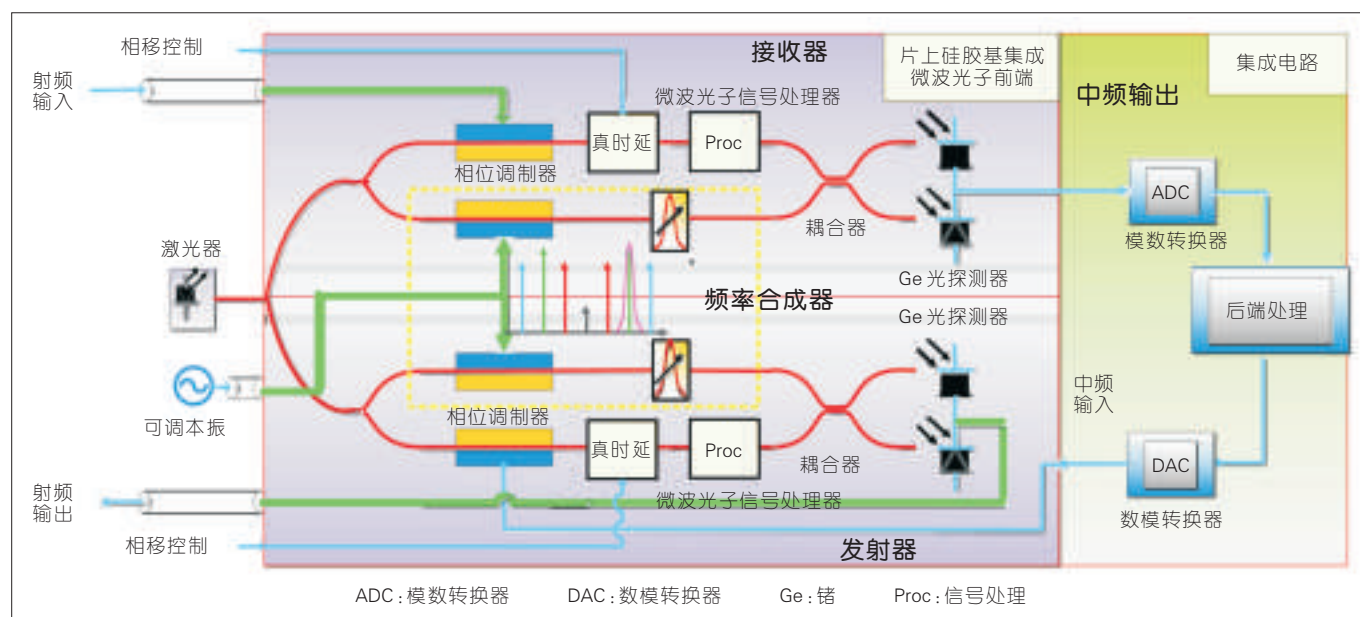 相移控制
接收器
片上硅胶基集成
微波光子前端
集成电路
射频
输入
微波光子信号处理器
中频输出
真时延
Proc
相位调制器
ADC
激光器
耦合器
模数转换器
Ge光探测器
频率合成器
Ge光探测器
后端处理
中频
输入
可调本振
相位调制器
真时延
Proc
耦合器
DAC
射频
输出
微波光子信号处理器
数模转换器
相移控制
发射器
ADC:模数转换器 DAC:数模转换器 Ge:锗 Proc:信号处理